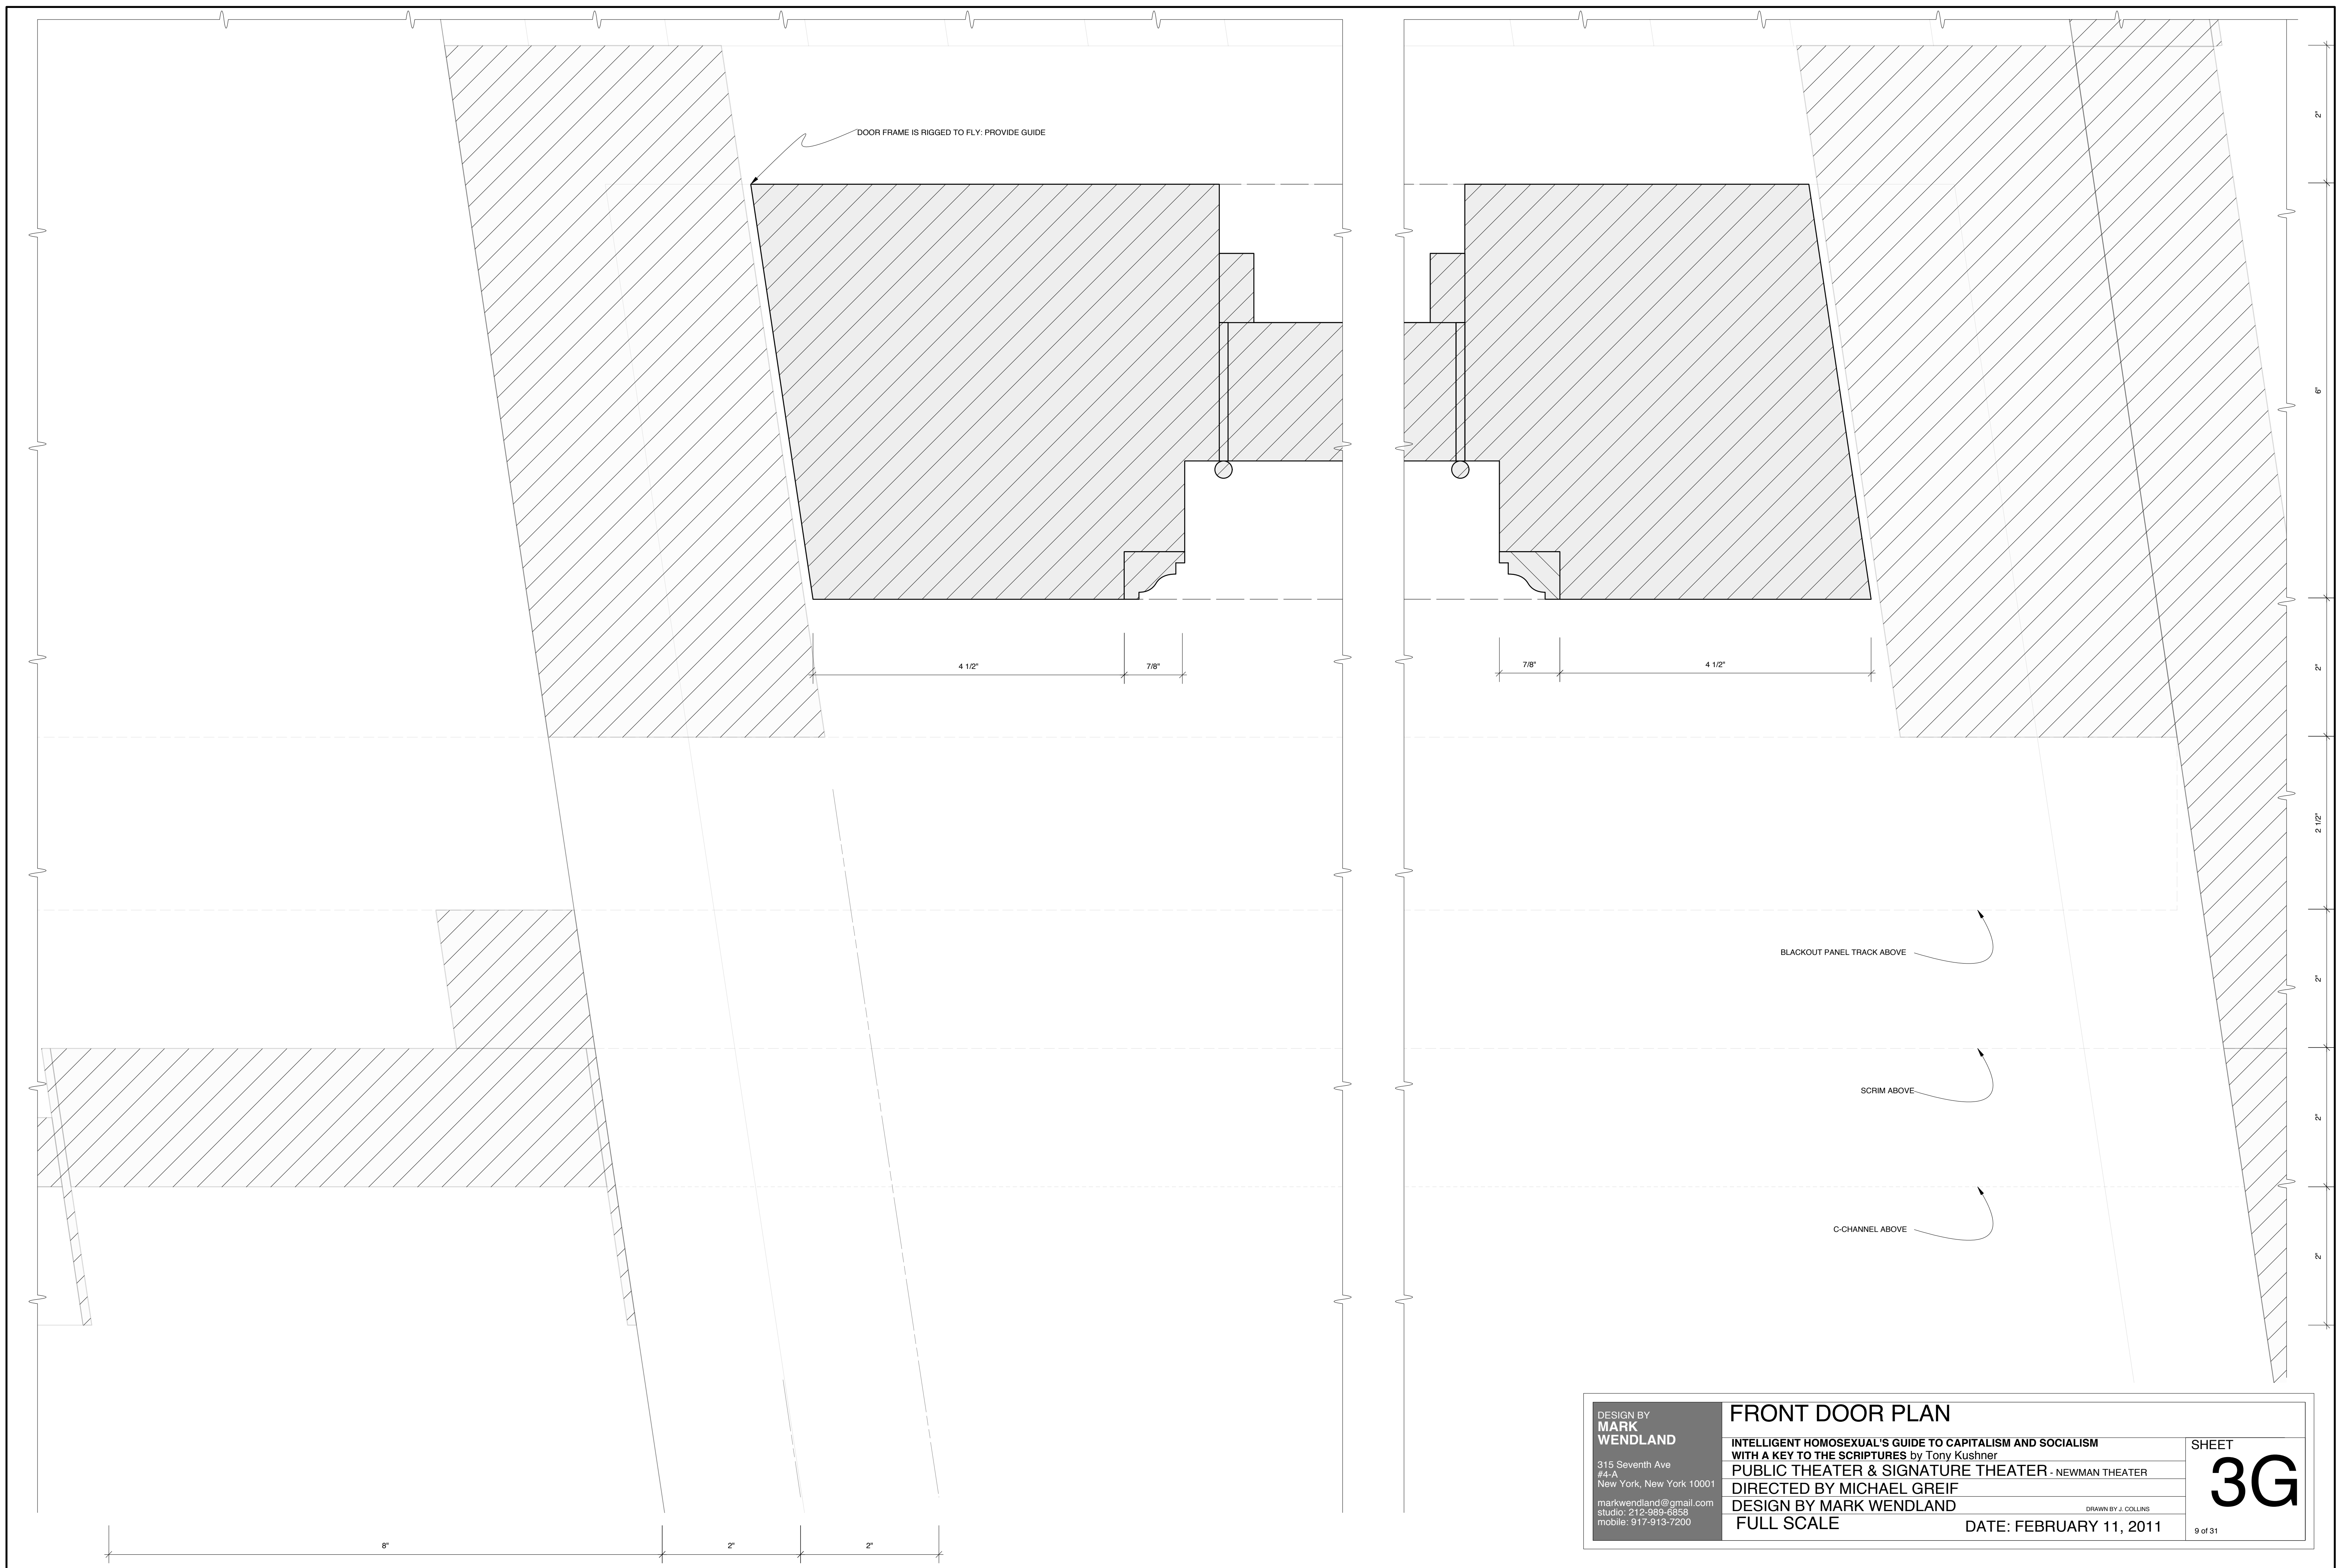 DOOR FRAME IS RIGGED TO FLY: PROVIDE GUIDE
2"
6"
2"
2 1/2"
2"
2"
2"
4 1/2"
7/8"
7/8"
4 1/2"
BLACKOUT PANEL TRACK ABOVE
SCRIM ABOVE
C-CHANNEL ABOVE
8"
2"
2"
DESIGN BY
MARK
WENDLAND
315 Seventh Ave
#4-A
New York, New York 10001
markwendland@gmail.com
studio: 212-989-6858
mobile: 917-913-7200
FRONT DOOR PLAN
INTELLIGENT HOMOSEXUAL'S GUIDE TO CAPITALISM AND SOCIALISM
WITH A KEY TO THE SCRIPTURES by Tony Kushner
PUBLIC THEATER & SIGNATURE THEATER - NEWMAN THEATER
DIRECTED BY MICHAEL GREIF
DESIGN BY MARK WENDLAND
DRAWN BY J. COLLINS
FULL SCALE
DATE: FEBRUARY 11, 2011
SHEET
3G
9 of 31